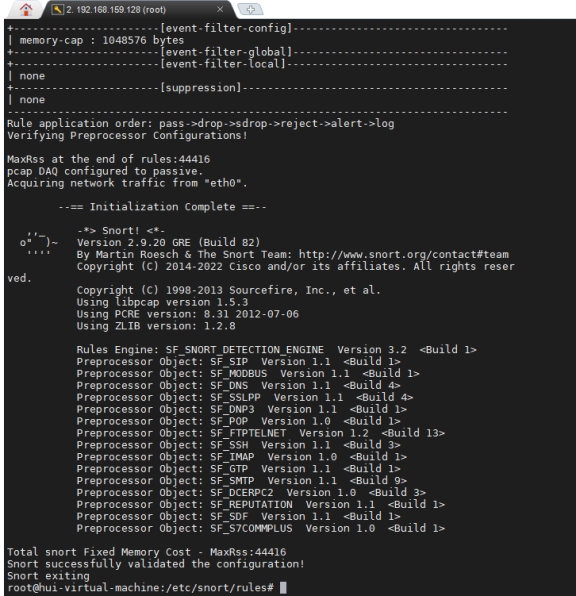 2. 192.168.159.128 (root)
+-----------------------[event-filter-config]----------------------------------
| memory-cap : 1048576 bytes
+-----------------------[event-filter-global]----------------------------------
+-----------------------[event-filter-local]-----------------------------------
| none
+-----------------------[suppression]------------------------------------------
| none
-------------------------------------------------------------------------------
Rule application order: pass->drop->sdrop->reject->alert->log
Verifying Preprocessor Configurations!
MaxRss at the end of rules:44416
pcap DAQ configured to passive.
Acquiring network traffic from "eth0".
--== Initialization Complete ==--
,,_     -*> Snort! <*-
o"  )~   Version 2.9.20 GRE (Build 82)
''''    By Martin Roesch & The Snort Team: http://www.snort.org/contact#team
Copyright (C) 2014-2022 Cisco and/or its affiliates. All rights reser
ved.
Copyright (C) 1998-2013 Sourcefire, Inc., et al.
Using libpcap version 1.5.3
Using PCRE version: 8.31 2012-07-06
Using ZLIB version: 1.2.8
Rules Engine: SF_SNORT_DETECTION_ENGINE  Version 3.2  <Build 1>
Preprocessor Object: SF_SIP  Version 1.1  <Build 1>
Preprocessor Object: SF_MODBUS  Version 1.1  <Build 1>
Preprocessor Object: SF_DNS  Version 1.1  <Build 4>
Preprocessor Object: SF_SSLPP  Version 1.1  <Build 4>
Preprocessor Object: SF_DNP3  Version 1.1  <Build 1>
Preprocessor Object: SF_POP  Version 1.0  <Build 1>
Preprocessor Object: SF_FTPTELNET  Version 1.2  <Build 13>
Preprocessor Object: SF_SSH  Version 1.1  <Build 3>
Preprocessor Object: SF_IMAP  Version 1.0  <Build 1>
Preprocessor Object: SF_GTP  Version 1.1  <Build 1>
Preprocessor Object: SF_SMTP  Version 1.1  <Build 9>
Preprocessor Object: SF_DCERPC2  Version 1.0  <Build 3>
Preprocessor Object: SF_REPUTATION  Version 1.1  <Build 1>
Preprocessor Object: SF_SDF  Version 1.1  <Build 1>
Preprocessor Object: SF_S7COMMPLUS  Version 1.0  <Build 1>
Total snort Fixed Memory Cost - MaxRss:44416
Snort successfully validated the configuration!
Snort exiting
root@hui-virtual-machine:/etc/snort/rules#